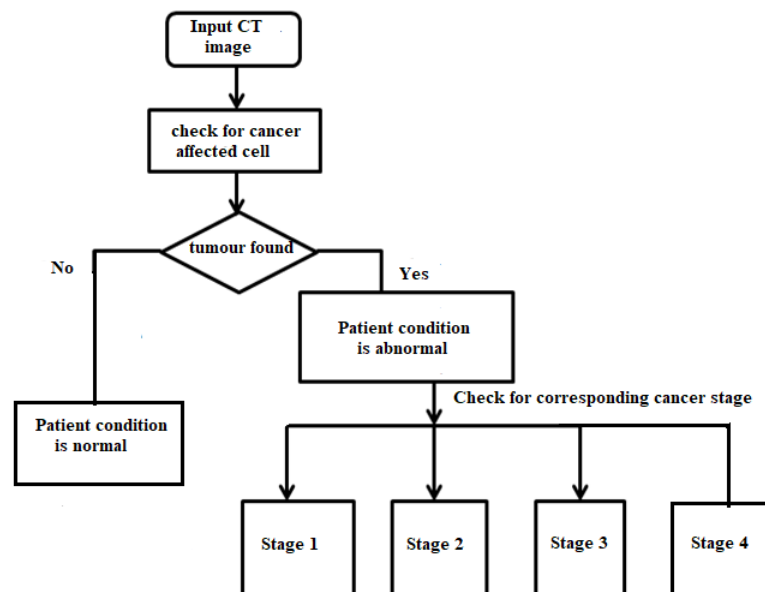 Input CT
image
check for cancer
affected cell
tumour found
No
Yes
Patient condition
is abnormal
Check for corresponding cancer stage
Patient condition
is normal
Stage 1
Stage 2
Stage 3
Stage 4